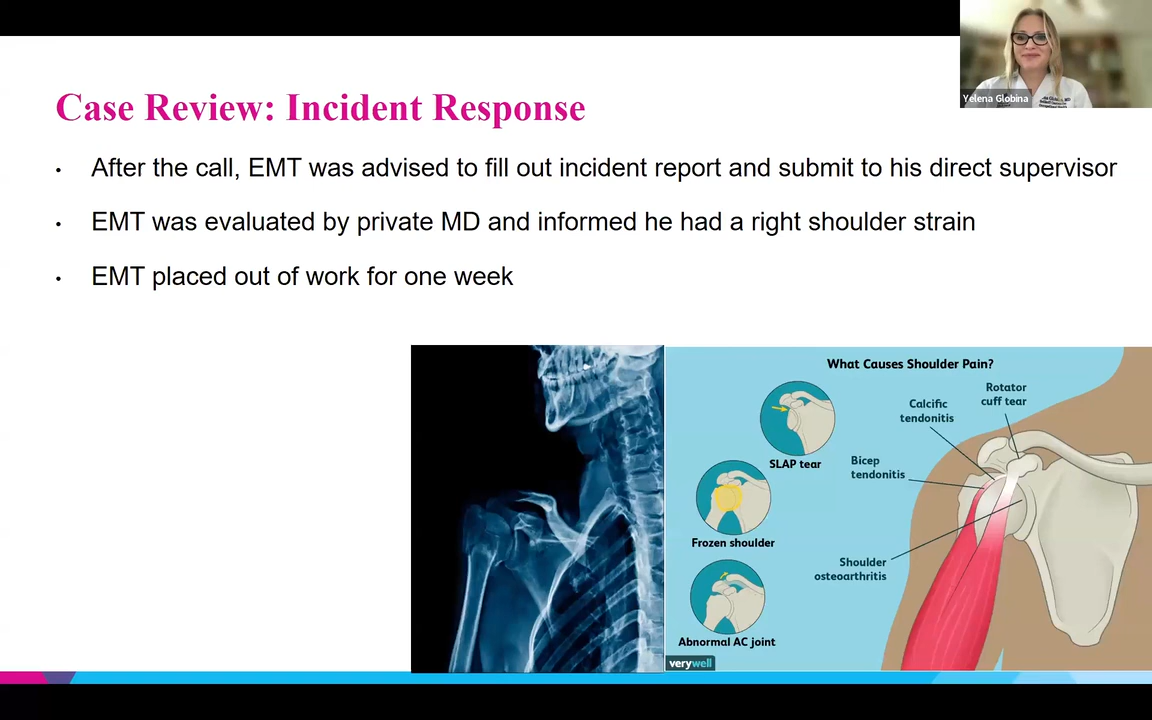 Yelena Globina
Case Review: Incident Response
• After the call, EMT was advised to fill out incident report and submit to his direct supervisor
• EMT was evaluated by private MD and informed he had a right shoulder strain
• EMT placed out of work for one week
What Causes Shoulder Pain?
Rotator
cuff tear
Calcific
tendonitis
SLAP tear
Bicep
tendonitis
Frozen shoulder
Shoulder
osteoarthritis
Abnormal AC joint
verywell